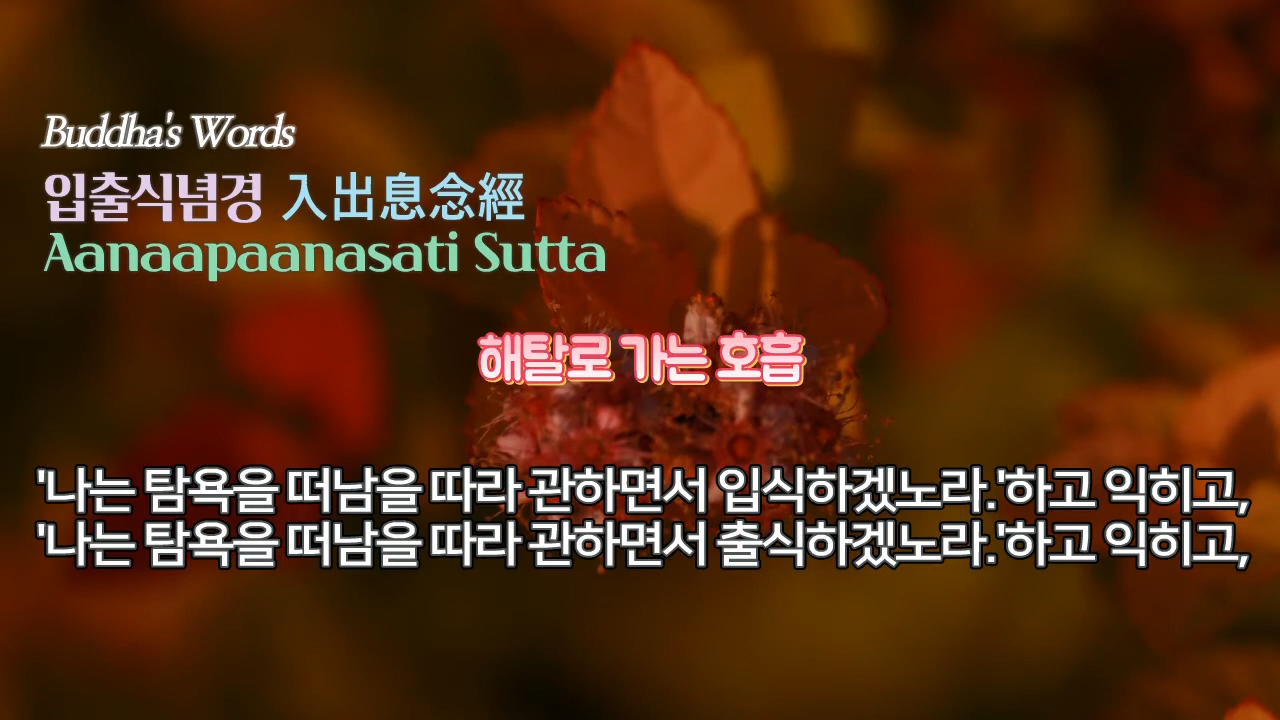 Buddha's Words
입출식념경 入出息念經
Aanaapaanasati Sutta
해탈로 가는 호흡
'나는 탐욕을 떠남을 따라 관하면서 입식하겠노라.'하고 익히고,
'나는 탐욕을 떠남을 따라 관하면서 출식하겠노라.'하고 익히고,